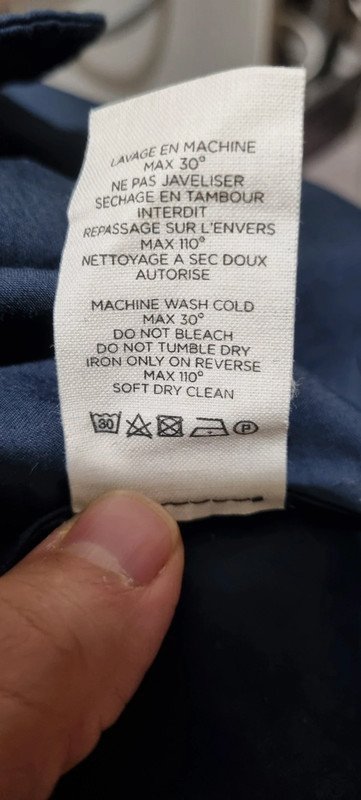 LAVAGE EN MACHINE
MAX 30°
NE PAS JAVELISER
SÉCHAGE EN TAMBOUR
INTERDIT
REPASSAGE SUR L'ENVERS
MAX 110°
NETTOYAGE A SEC DOUX
AUTORISE
MACHINE WASH COLD
MAX 30°
DO NOT BLEACH
DO NOT TUMBLE DRY
IRON ONLY ON REVERSE
MAX 110°
SOFT DRY CLEAN
30 P